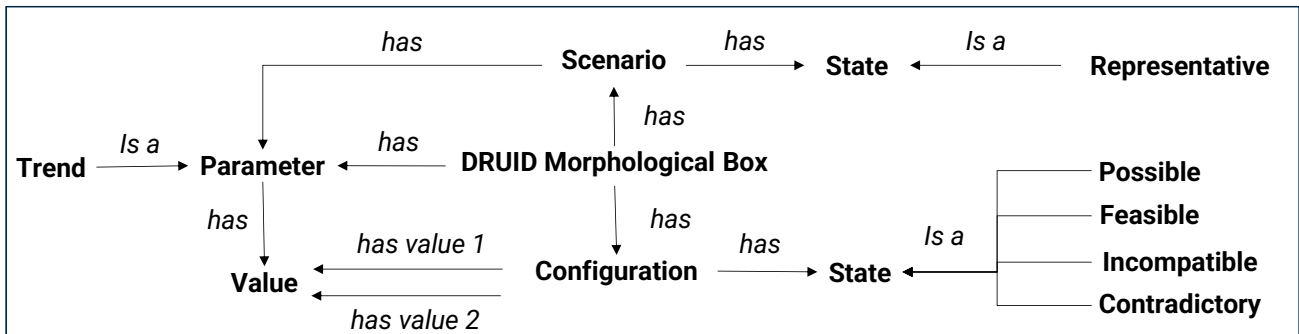 has
has
Is a
Scenario
State
Representative
has
Is a
has
Trend
Parameter
DRUID Morphological Box
Possible
has
has
Feasible
has value 1
has
Is a
Configuration
State
Incompatible
Value
has value 2
Contradictory